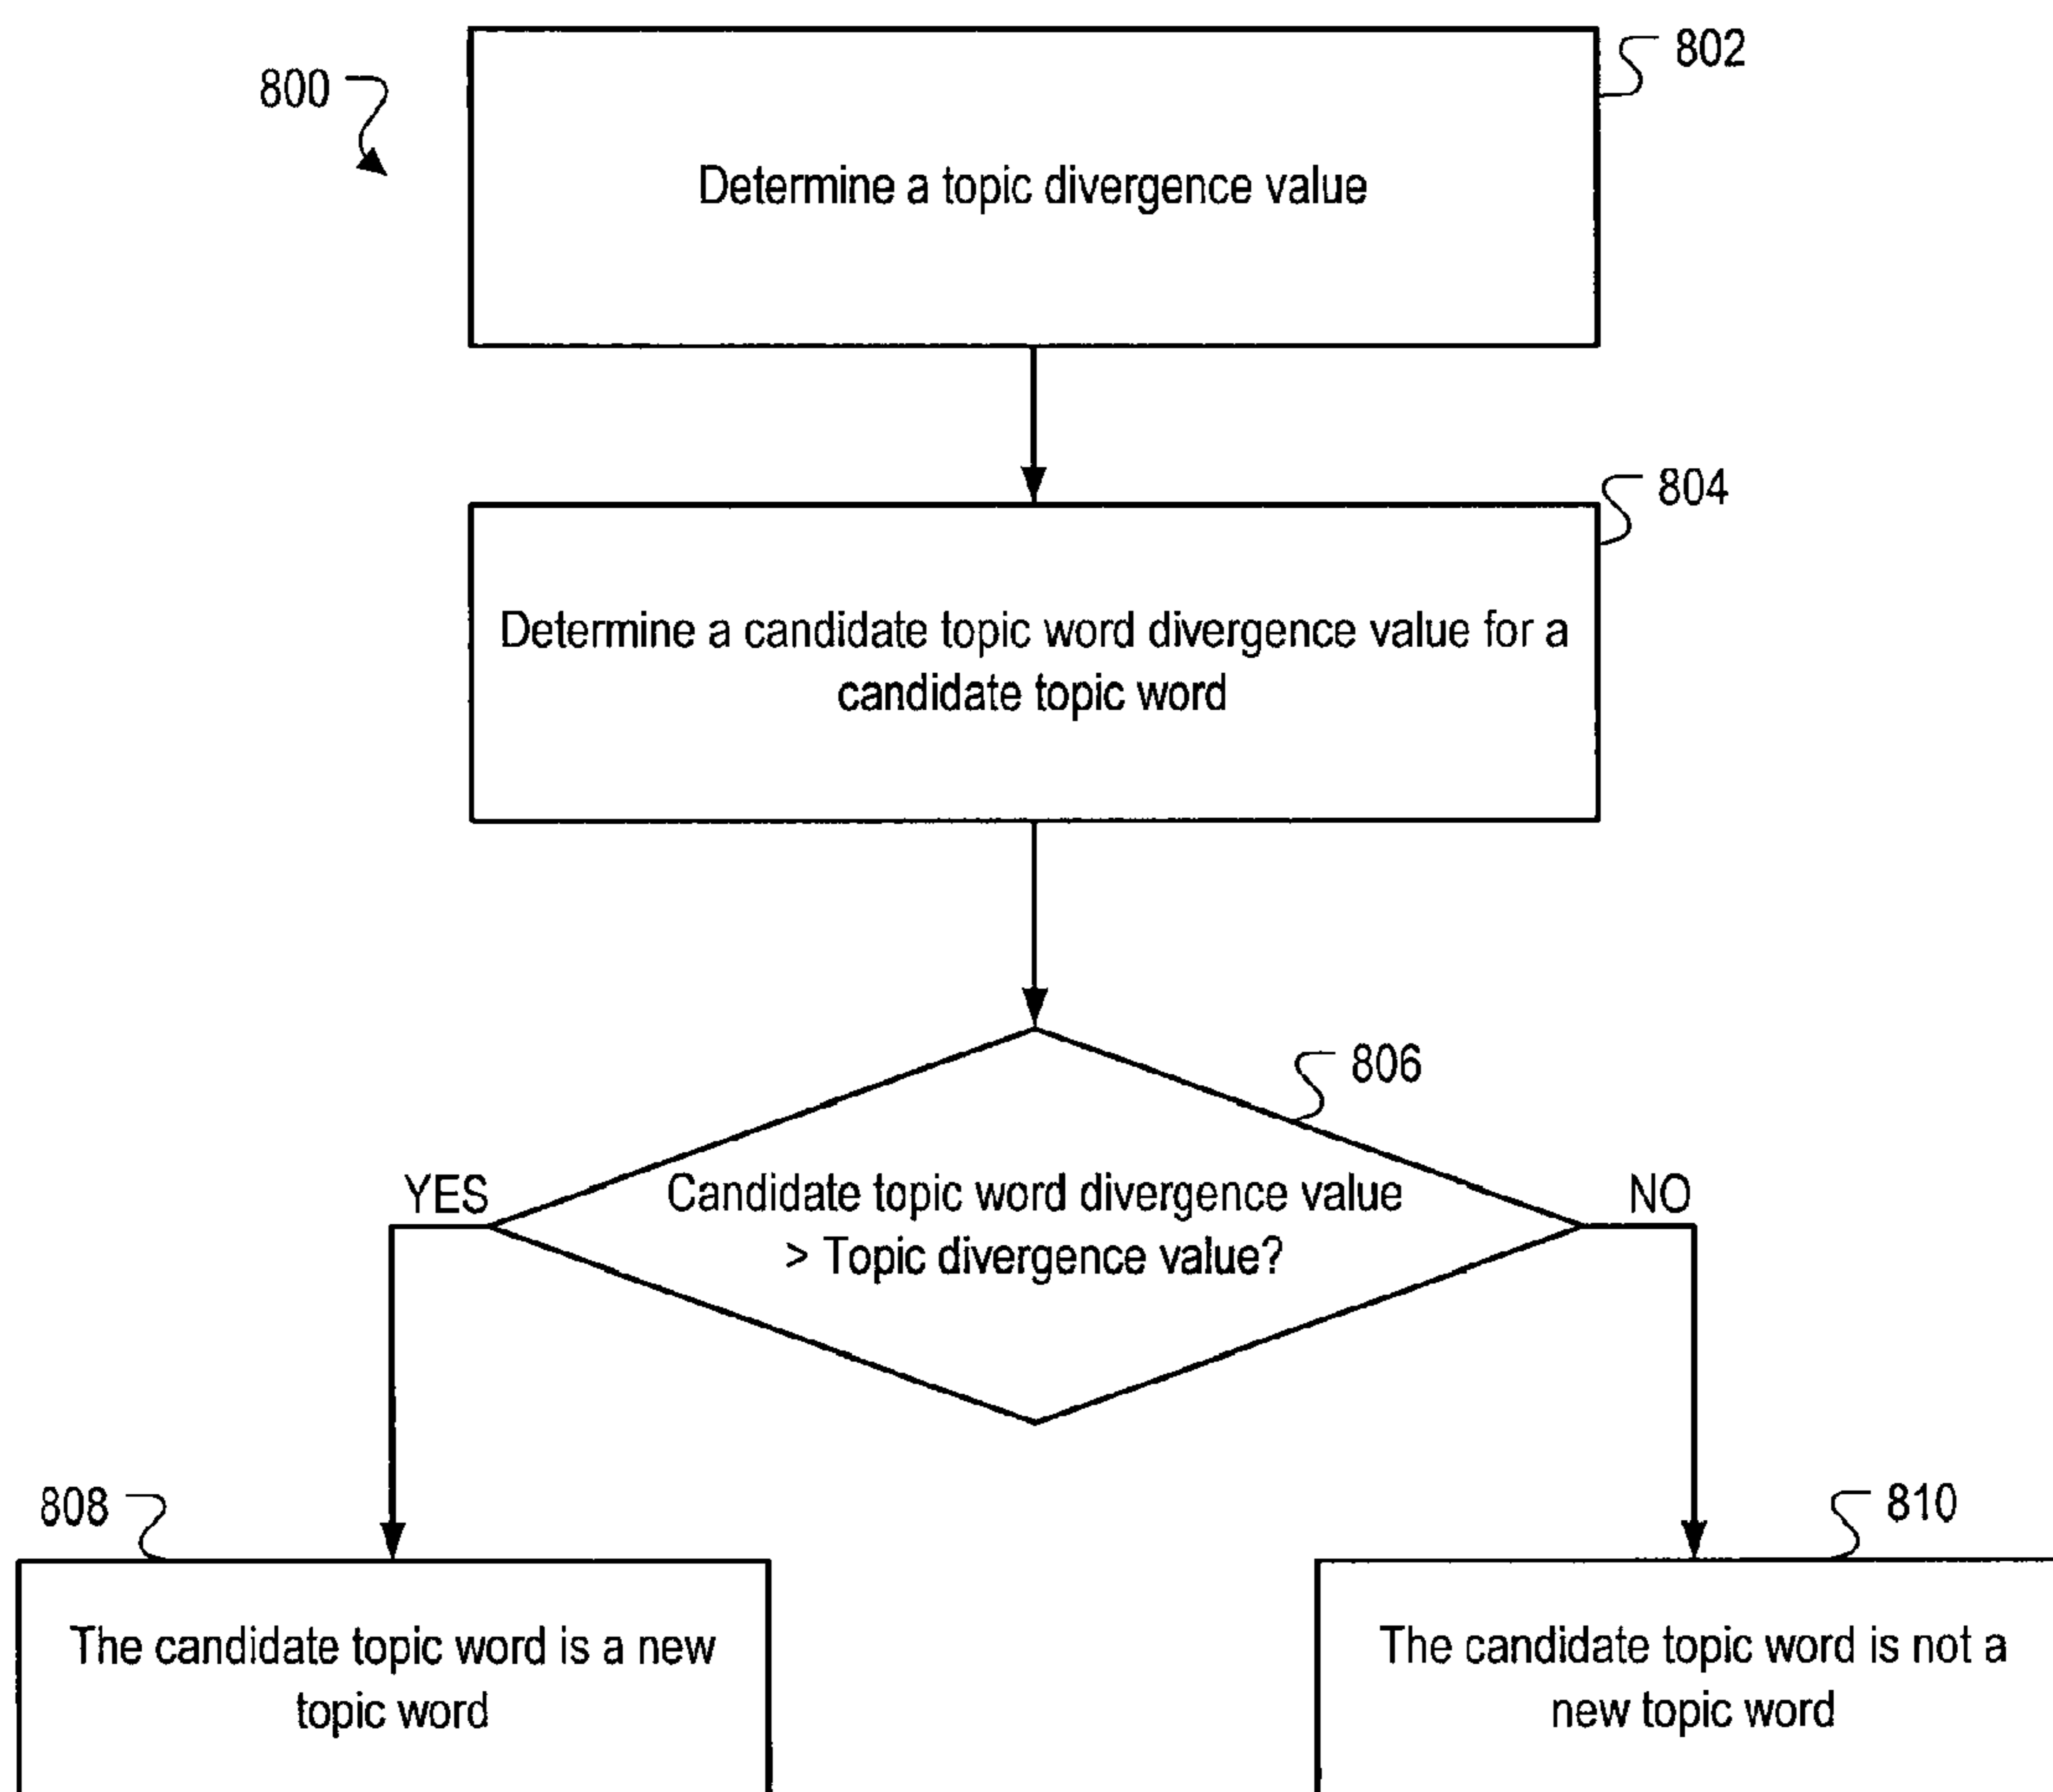 802
800
Determine a topic divergence value
804
Determine a candidate topic word divergence value for a
candidate topic word
806
YES
NO
Candidate topic word divergence value
> Topic divergence value?
808
810
The candidate topic word is a new
topic word
The candidate topic word is not a
new topic word